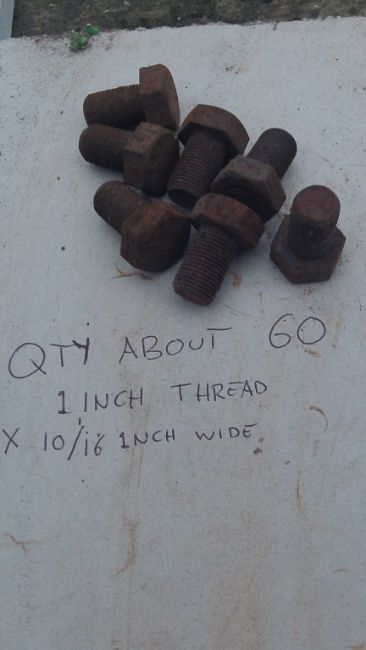 QTY ABOUT 60
1 INCH THREAD
X 10/16 INCH WIDE